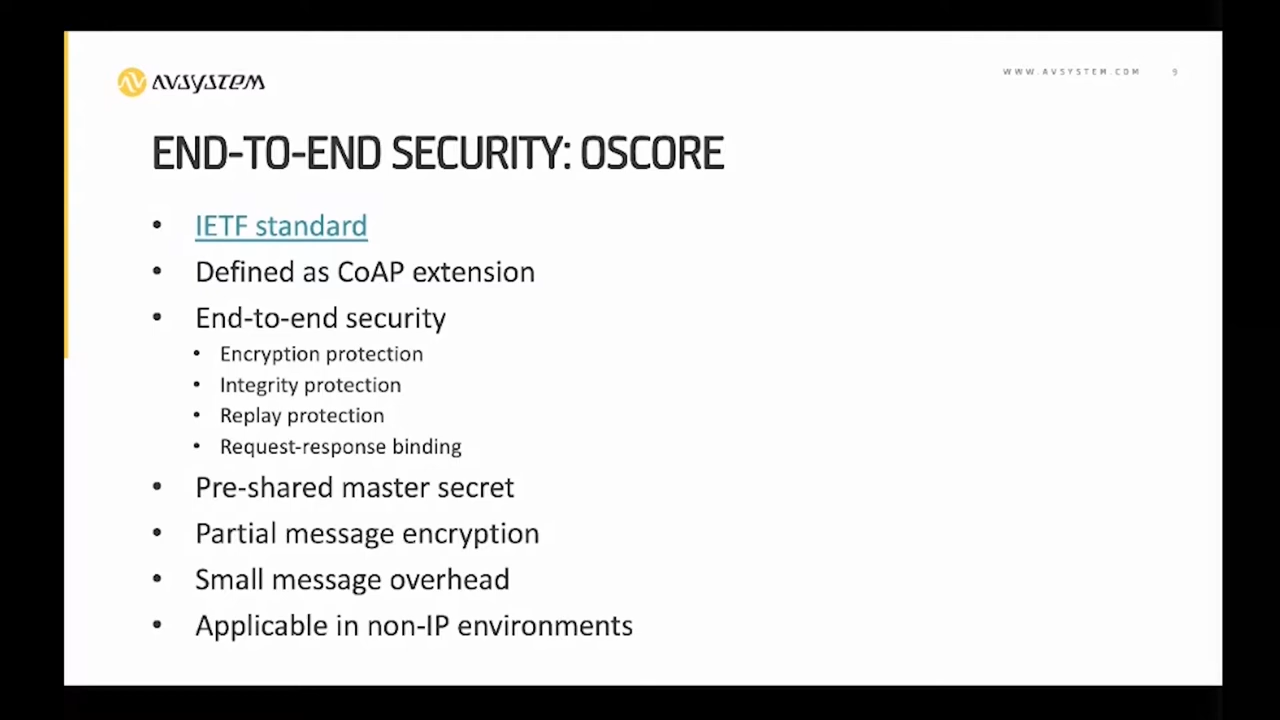 AVSYSTEM
WWW.AVSYSTEM.COM 9
END-TO-END SECURITY: OSCORE
• IETF standard
• Defined as CoAP extension
• End-to-end security
• Encryption protection
• Integrity protection
• Replay protection
• Request-response binding
• Pre-shared master secret
• Partial message encryption
• Small message overhead
• Applicable in non-IP environments